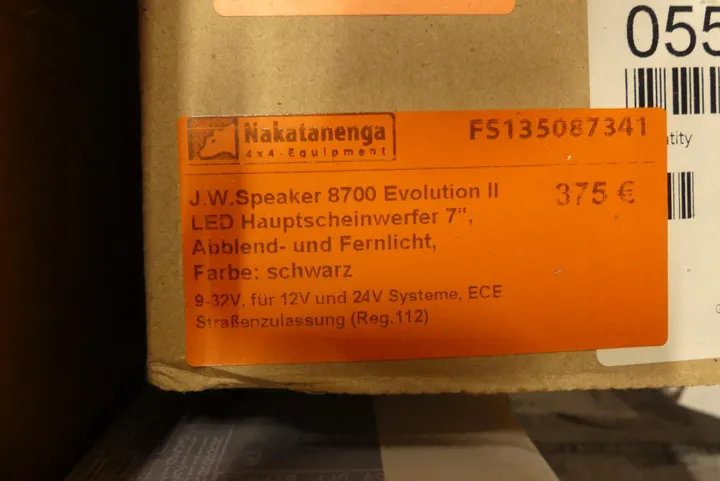 055
ntity
Nakatanenga
4x4-Equipment
FS135087341
J.W.Speaker 8700 Evolution II
375 €
LED Hauptscheinwerfer 7",
Abblend- und Fernlicht,
Farbe: schwarz
9-32V, für 12V und 24V Systeme, ECE
Straßenzulassung (Reg.112)